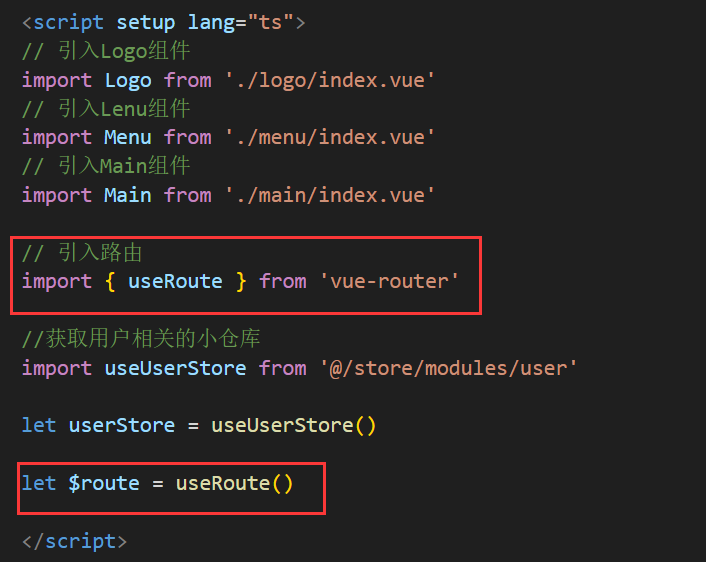 <script setup lang="ts">
// 引入Logo组件
import Logo from './logo/index.vue'
// 引入Lenu组件
import Menu from './menu/index.vue'
// 引入Main组件
import Main from './main/index.vue'
// 引入路由
import { useRoute } from 'vue-router'
//获取用户相关的小仓库
import useUserStore from '@/store/modules/user'
let userStore = useUserStore()
let $route = useRoute()
</script>